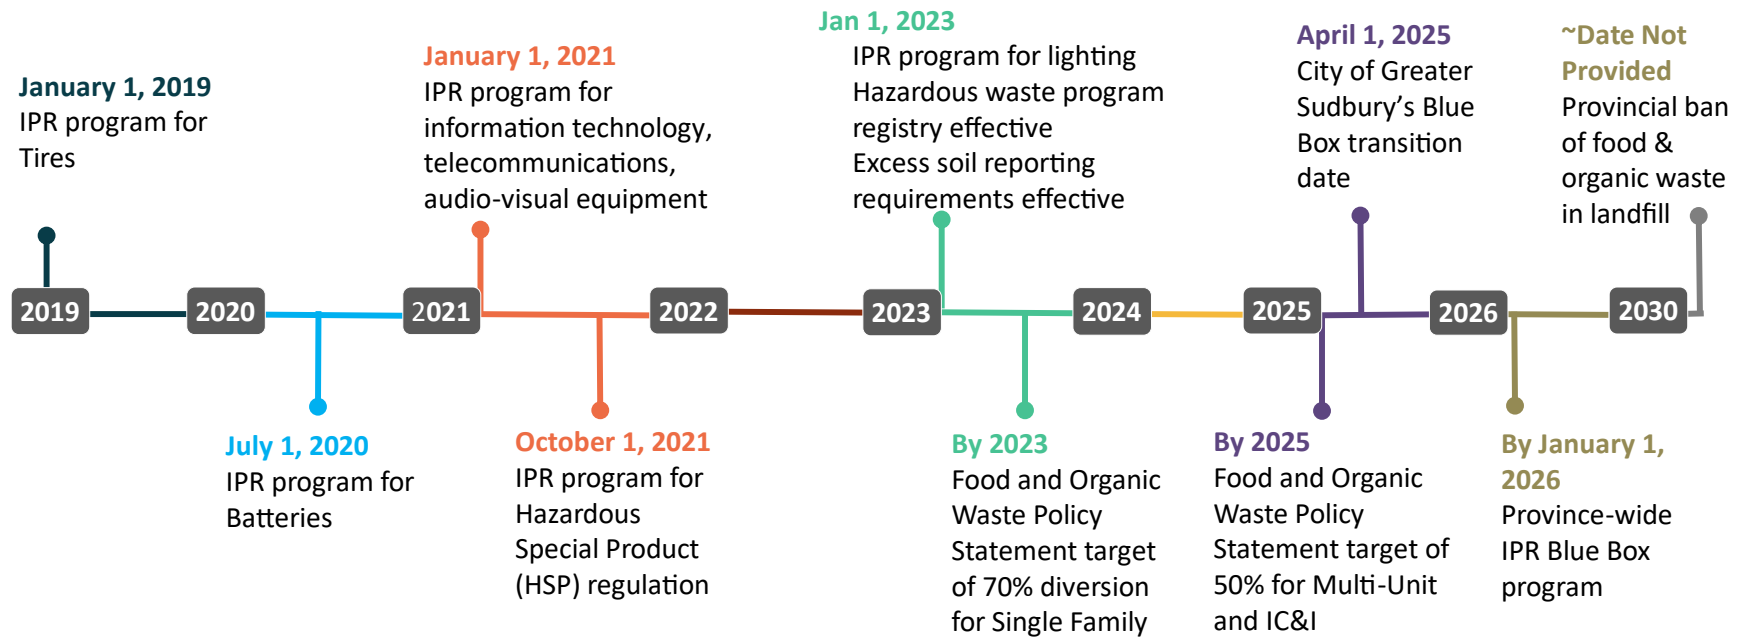 January 1, 2019
IPR program for
Tires
January 1, 2021
IPR program for
information technology,
telecommunications,
audio-visual equipment
Jan 1, 2023
IPR program for lighting
Hazardous waste program
registry effective
Excess soil reporting
requirements effective
April 1, 2025
City of Greater
Sudbury’s Blue
Box transition
date
~Date Not
Provided
Provincial ban
of food &
organic waste
in landfill
2019 2020 2021 2022 2023 2024 2025 2026 2030
July 1, 2020
IPR program for
Batteries
October 1, 2021
IPR program for
Hazardous
Special Product
(HSP) regulation
By 2023
Food and Organic
Waste Policy
Statement target
of 70% diversion
for Single Family
By 2025
Food and Organic
Waste Policy
Statement target of
50% for Multi-Unit
and IC&I
By January 1,
2026
Province-wide
IPR Blue Box
program